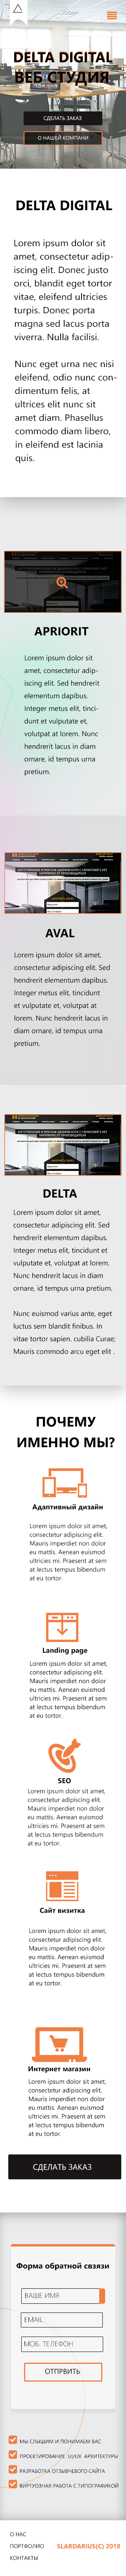 DELTA DIGITAL
ВЕБ СТУДИЯ
СДЕЛАТЬ ЗАКАЗ
О НАШЕЙ КОМПАНИ
DELTA DIGITAL
Lorem ipsum dolor sit
amet, consectetur adip-
iscing elit. Donec justo
orci, blandit eget tortor
vitae, eleifend ultricies
turpis. Donec porta
magna sed lacus porta
viverra. Nulla facilisi.
Nunc eget urna nec nisi
eleifend, odio nunc con-
dimentum felis, at
ultrices elit nunc sit
amet diam. Phasellus
commodo diam libero,
in eleifend est lacinia
quis.
APRIORIT
Lorem ipsum dolor sit
amet, consectetur adip-
iscing elit. Sed hendrerit
elementum dapibus.
Integer metus elit, tinci-
dunt et vulputate et,
volutpat at lorem. Nunc
hendrerit lacus in diam
ornare, id tempus urna
pretium.
AVAL
Lorem ipsum dolor sit amet,
consectetur adipiscing elit. Sed
hendrerit elementum dapibus.
Integer metus elit, tincidunt
et vulputate et, volutpat at
lorem. Nunc hendrerit lacus in
diam ornare, id tempus urna
pretium.
DELTA
Lorem ipsum dolor sit amet,
consectetur adipiscing elit. Sed
hendrerit elementum dapibus.
Integer metus elit, tincidunt et
vulputate et, volutpat at lorem.
Nunc hendrerit lacus in diam
ornare, id tempus urna pretium.
Nunc euismod varius ante, eget
luctus sem blandit finibus. In
vitae tortor sapien. cubilia Curae;
Mauris commodo arcu eget elit .
ПОЧЕМУ
ИМЕННО МЫ?
Адаптивный дизайн
Lorem ipsum dolor sit amet,
consectetur adipiscing elit.
Mauris imperdiet non dolor
eu mattis. Aenean euismod
ultricies mi. Praesent at sem
at lectus tempus bibendum
at eu tortor.
Landing page
Lorem ipsum dolor sit amet,
consectetur adipiscing elit.
Mauris imperdiet non dolor
eu mattis. Aenean euismod
ultricies mi. Praesent at sem
at lectus tempus bibendum
at eu tortor.
SEO
Lorem ipsum dolor sit amet,
consectetur adipiscing elit.
Mauris imperdiet non dolor
eu mattis. Aenean euismod
ultricies mi. Praesent at sem
at lectus tempus bibendum
at eu tortor.
Сайт визитка
Lorem ipsum dolor sit amet,
consectetur adipiscing elit.
Mauris imperdiet non dolor
eu mattis. Aenean euismod
ultricies mi. Praesent at sem
at lectus tempus bibendum
at eu tortor.
Интернет магазин
Lorem ipsum dolor sit amet,
consectetur adipiscing elit.
Mauris imperdiet non dolor
eu mattis. Aenean euismod
ultricies mi. Praesent at sem
at lectus tempus bibendum
at eu tortor.
СДЕЛАТЬ ЗАКАЗ
Форма обратной свзязи
ВАШЕ ИМЯ
EMAIL
МОБ. ТЕЛЕФОН
ОТПРВИТЬ
МЫ СЛЫШИМ И ПОНИМАЕМ ВАС
ПРОЕКТИРОВАНИЕ UI/UX АРХИТЕКТУРЫ
РАЗРАБОТКА ОТЗЫВЧЕВОГО САЙТА
ВИРТУОЗНАЯ РАБОТА С ТИПОГРАФИКОЙ
О НАС
ПОРТФОЛИО
SLARDARIUS(C) 2018
КОНТАКТЫ